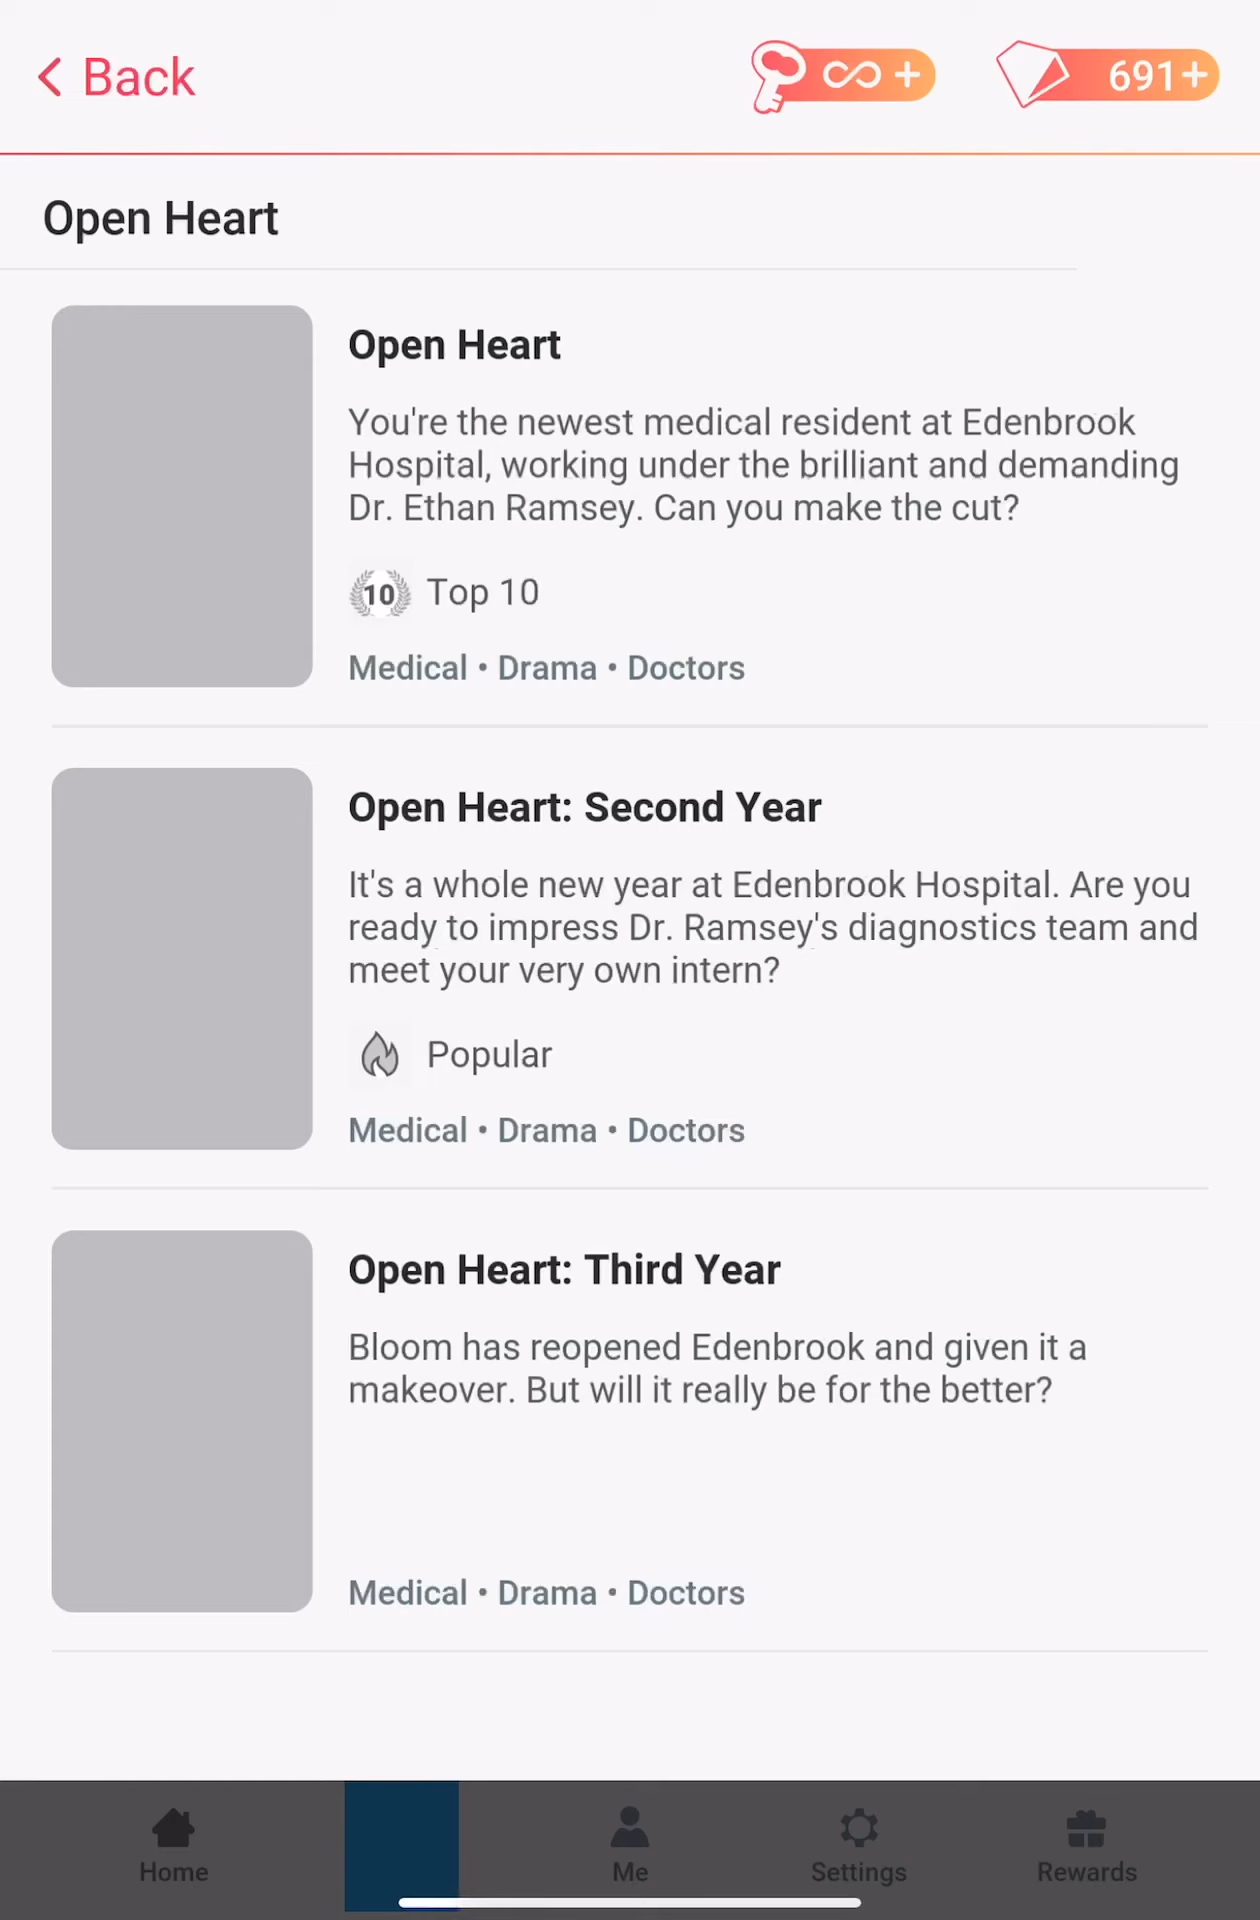 Back
∞ +
691+
Open Heart
Open Heart
You're the newest medical resident at Edenbrook
Hospital, working under the brilliant and demanding
Dr. Ethan Ramsey. Can you make the cut?
10 Top 10
Medical • Drama • Doctors
Open Heart: Second Year
It's a whole new year at Edenbrook Hospital. Are you
ready to impress Dr. Ramsey's diagnostics team and
meet your very own intern?
Popular
Medical • Drama • Doctors
Open Heart: Third Year
Bloom has reopened Edenbrook and given it a
makeover. But will it really be for the better?
Medical • Drama • Doctors
Home
Me
Settings
Rewards